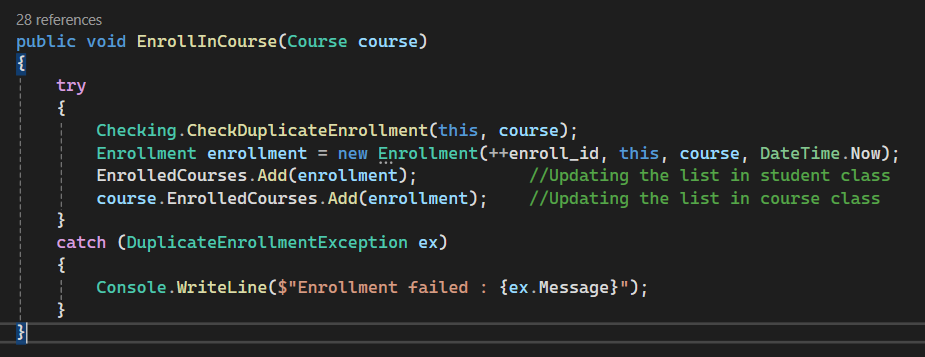 28 references
public void EnrollInCourse(Course course)
{
    try
    {
        Checking.CheckDuplicateEnrollment(this, course);
        Enrollment enrollment = new Enrollment(++enroll_id, this, course, DateTime.Now);
        EnrolledCourses.Add(enrollment);           //Updating the list in student class
        course.EnrolledCourses.Add(enrollment);    //Updating the list in course class
    }
    catch (DuplicateEnrollmentException ex)
    {
        Console.WriteLine($"Enrollment failed : {ex.Message}");
    }
}